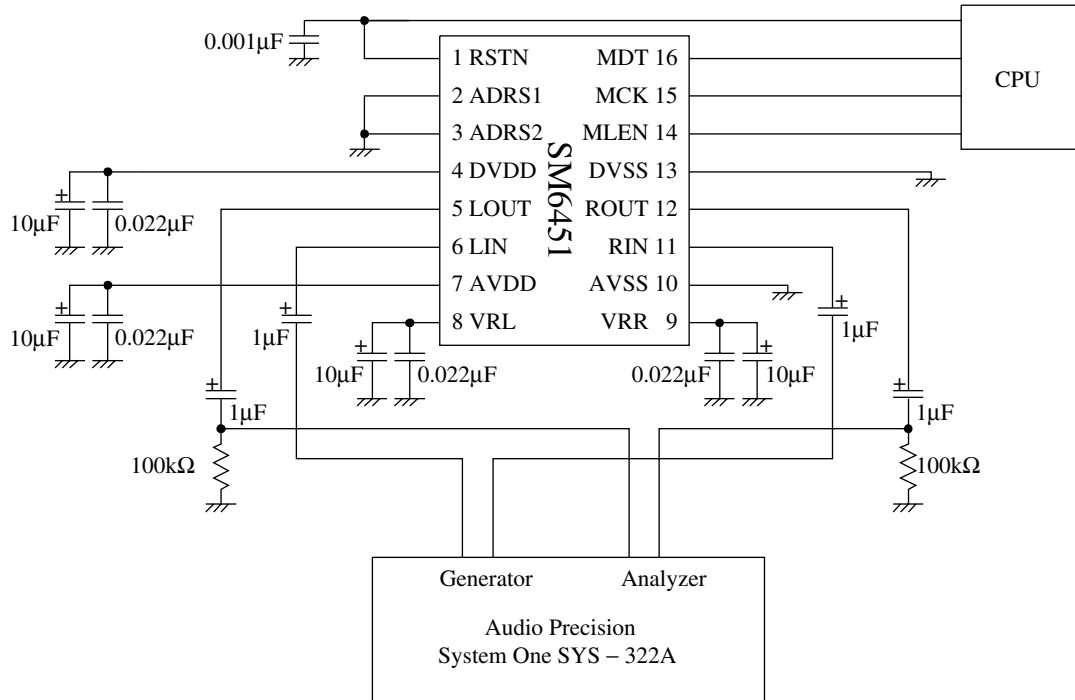 0.001µF
1 RSTN
MDT 16
CPU
2 ADRS1
MCK 15
3 ADRS2
MLEN 14
SM6451
4 DVDD
DVSS 13
10µF
0.022µF
5 LOUT
ROUT 12
6 LIN
RIN 11
7 AVDD
AVSS 10
10µF
0.022µF
1µF
8 VRL
VRR 9
1µF
10µF
0.022µF
0.022µF
10µF
1µF
1µF
100kΩ
100kΩ
Generator
Analyzer
Audio Precision
System One SYS – 322A